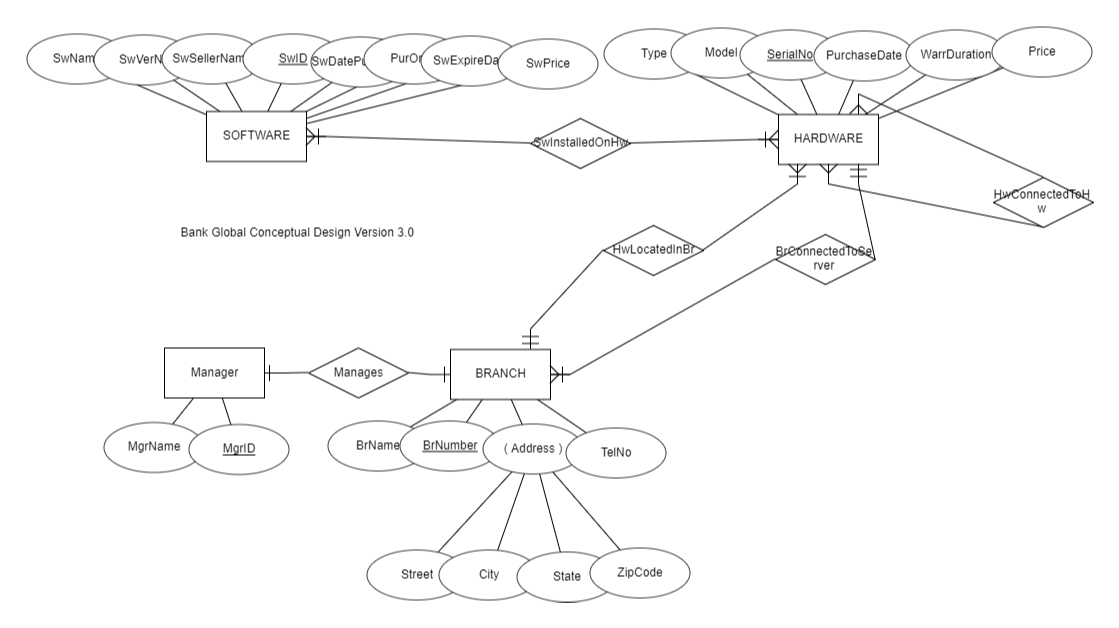 SwNam
SwVerN
SwSellerNam
SwID
SwDatePu
PurOr
SwExpireDa
SwPrice
Type
Model
SerialNo
PurchaseDate
WarrDuration
Price
SOFTWARE
SwInstalledOnHw
HARDWARE
HwConnectedToH
w
Bank Global Conceptual Design Version 3.0
HwLocatedInBr
BrConnectedToSe
rver
Manager
Manages
BRANCH
MgrName
MgrID
BrName
BrNumber
( Address )
TelNo
Street
City
State
ZipCode